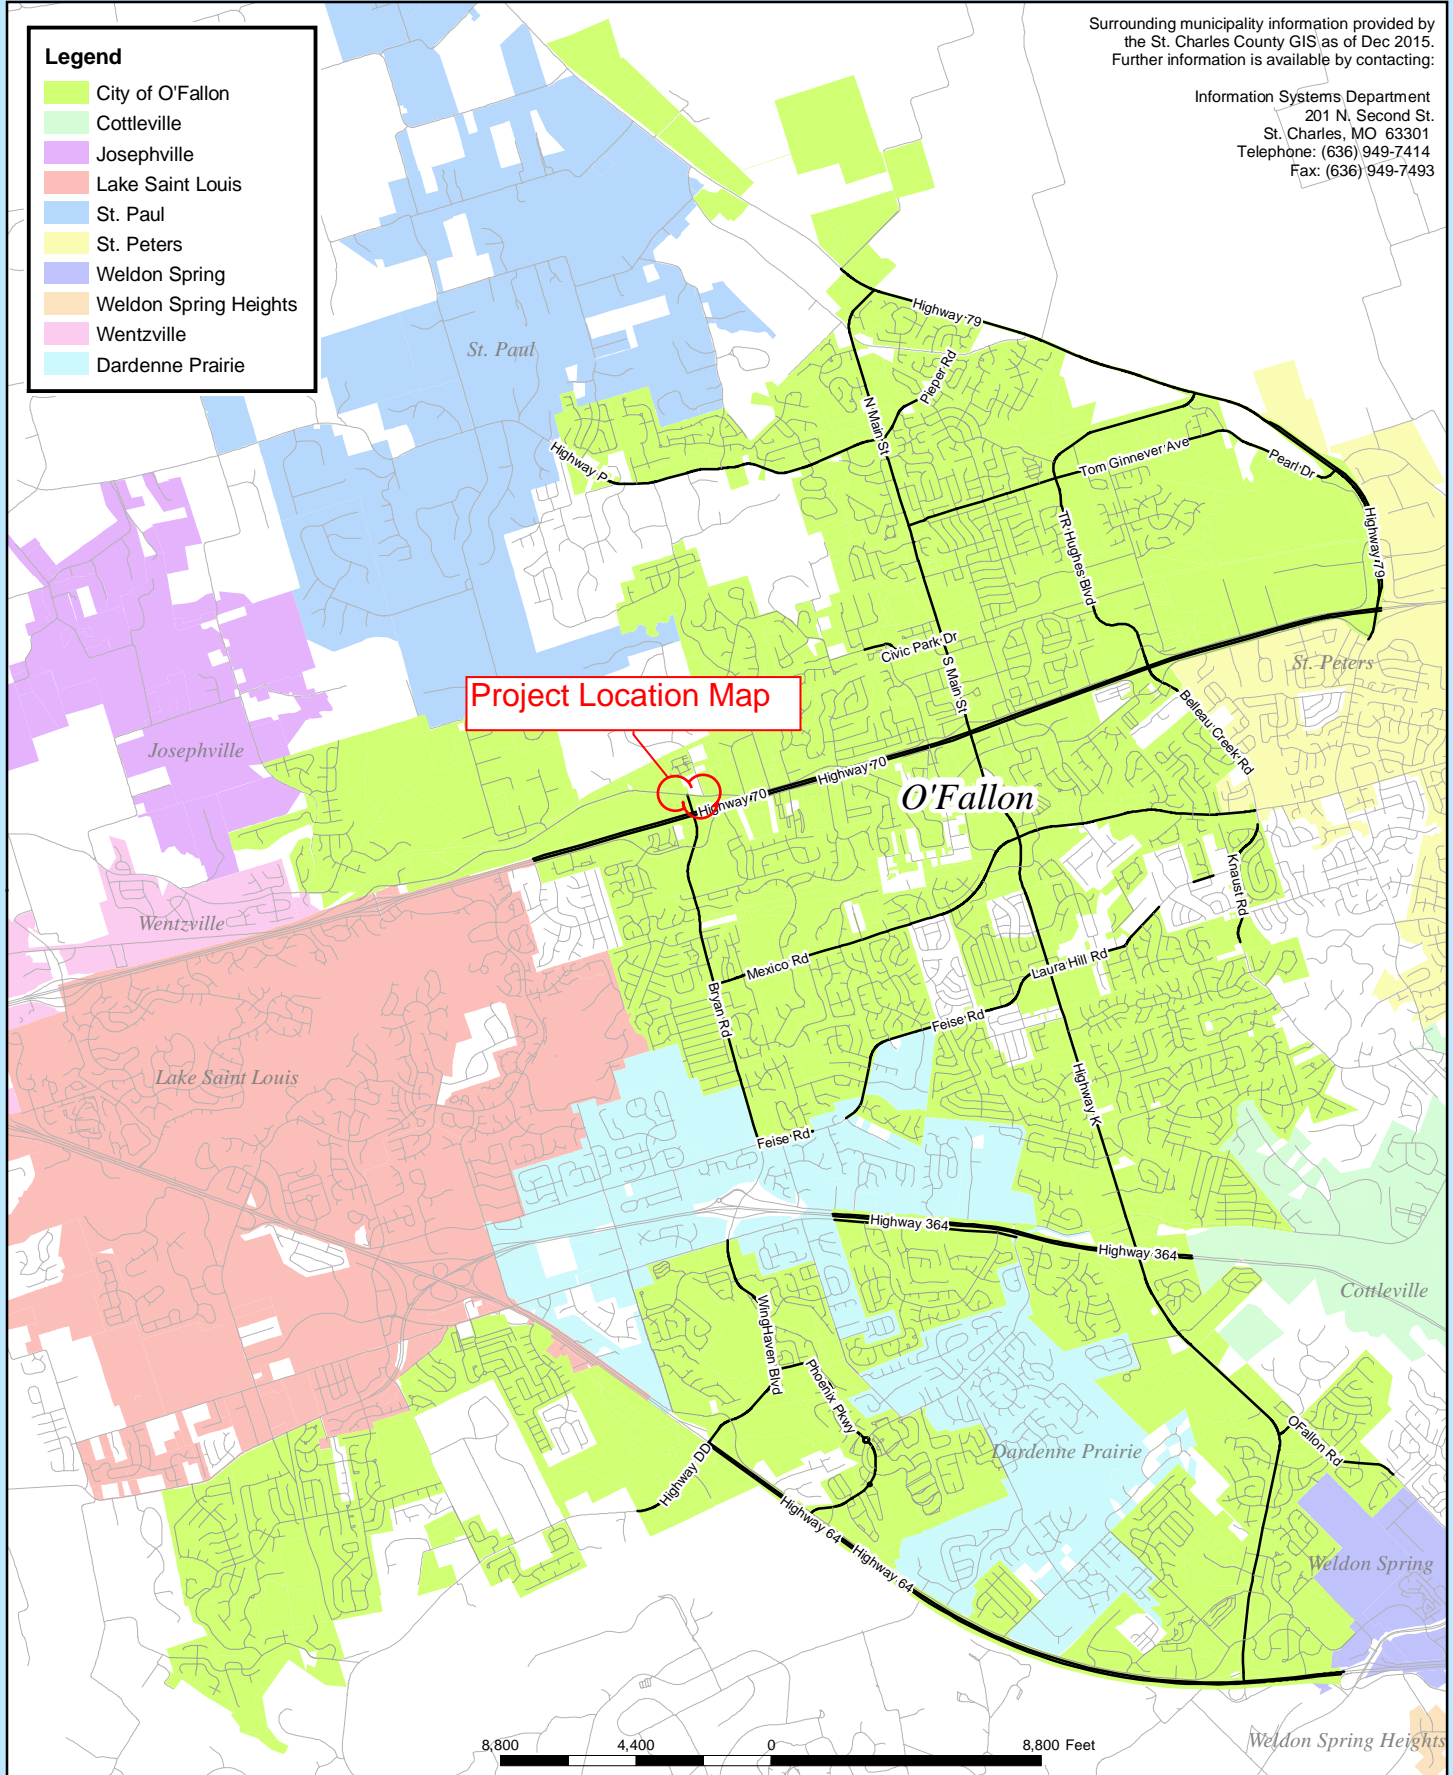 Surrounding municipality information provided by
the St. Charles County GIS as of Dec 2015.
Further information is available by contacting:
Information Systems Department
201 N. Second St.
St. Charles, MO 63301
Telephone: (636) 949-7414
Fax: (636) 949-7493
Legend
City of O'Fallon
Cottleville
Josephville
Lake Saint Louis
St. Paul
St. Peters
Weldon Spring
Weldon Spring Heights
Wentzville
Dardenne Prairie
Highway 79
St. Paul
Pieper Rd
N Main St
Highway P
Tom Ginnever Ave
Pearl Dr
Highway 79
TR Hughes Blvd
Civic Park Dr
S Main St
St. Peters
Project Location Map
Belleau Creek Rd
Josephville
Highway 70
Highway 70
O'Fallon
Knaust Rd
Wentzville
Mexico Rd
Laura Hill Rd
Bryan Rd
Feise Rd
Lake Saint Louis
Highway K
Feise Rd
Highway 364
Highway 364
Cottleville
WingHaven Blvd
Phoenix Pkwy
OFallon Rd
Dardenne Prairie
Highway DD
Highway 64
Highway 64
Weldon Spring
Weldon Spring Heights
8,800 4,400 0 8,800 Feet